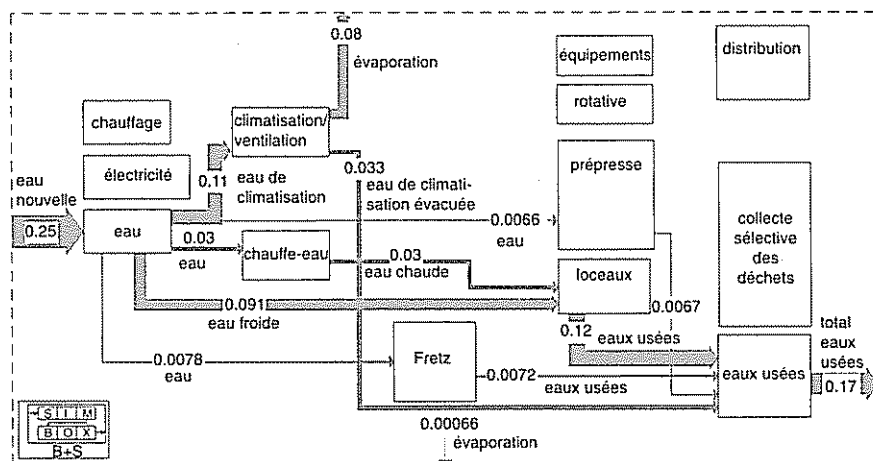 0.08
évaporation
équipements
distribution
rotative
chauffage
climatisation/
ventilation
électricité
0.11
eau de
climatisation
0.033
eau de climati-
sation évacuée
prépresse
0.0066
eau
eau
nouvelle
0.25
eau
0.03
eau
chauffe-eau
0.03
eau chaude
loceaux
0.0067
collecte
sélective
des
déchets
0.091
eau froide
0.12
eaux usées
0.0078
eau
Fretz
0.0072
eaux usées
eaux usées
total
eaux
usées
0.17
0.00066
évaporation
S I M
B O X
B+S